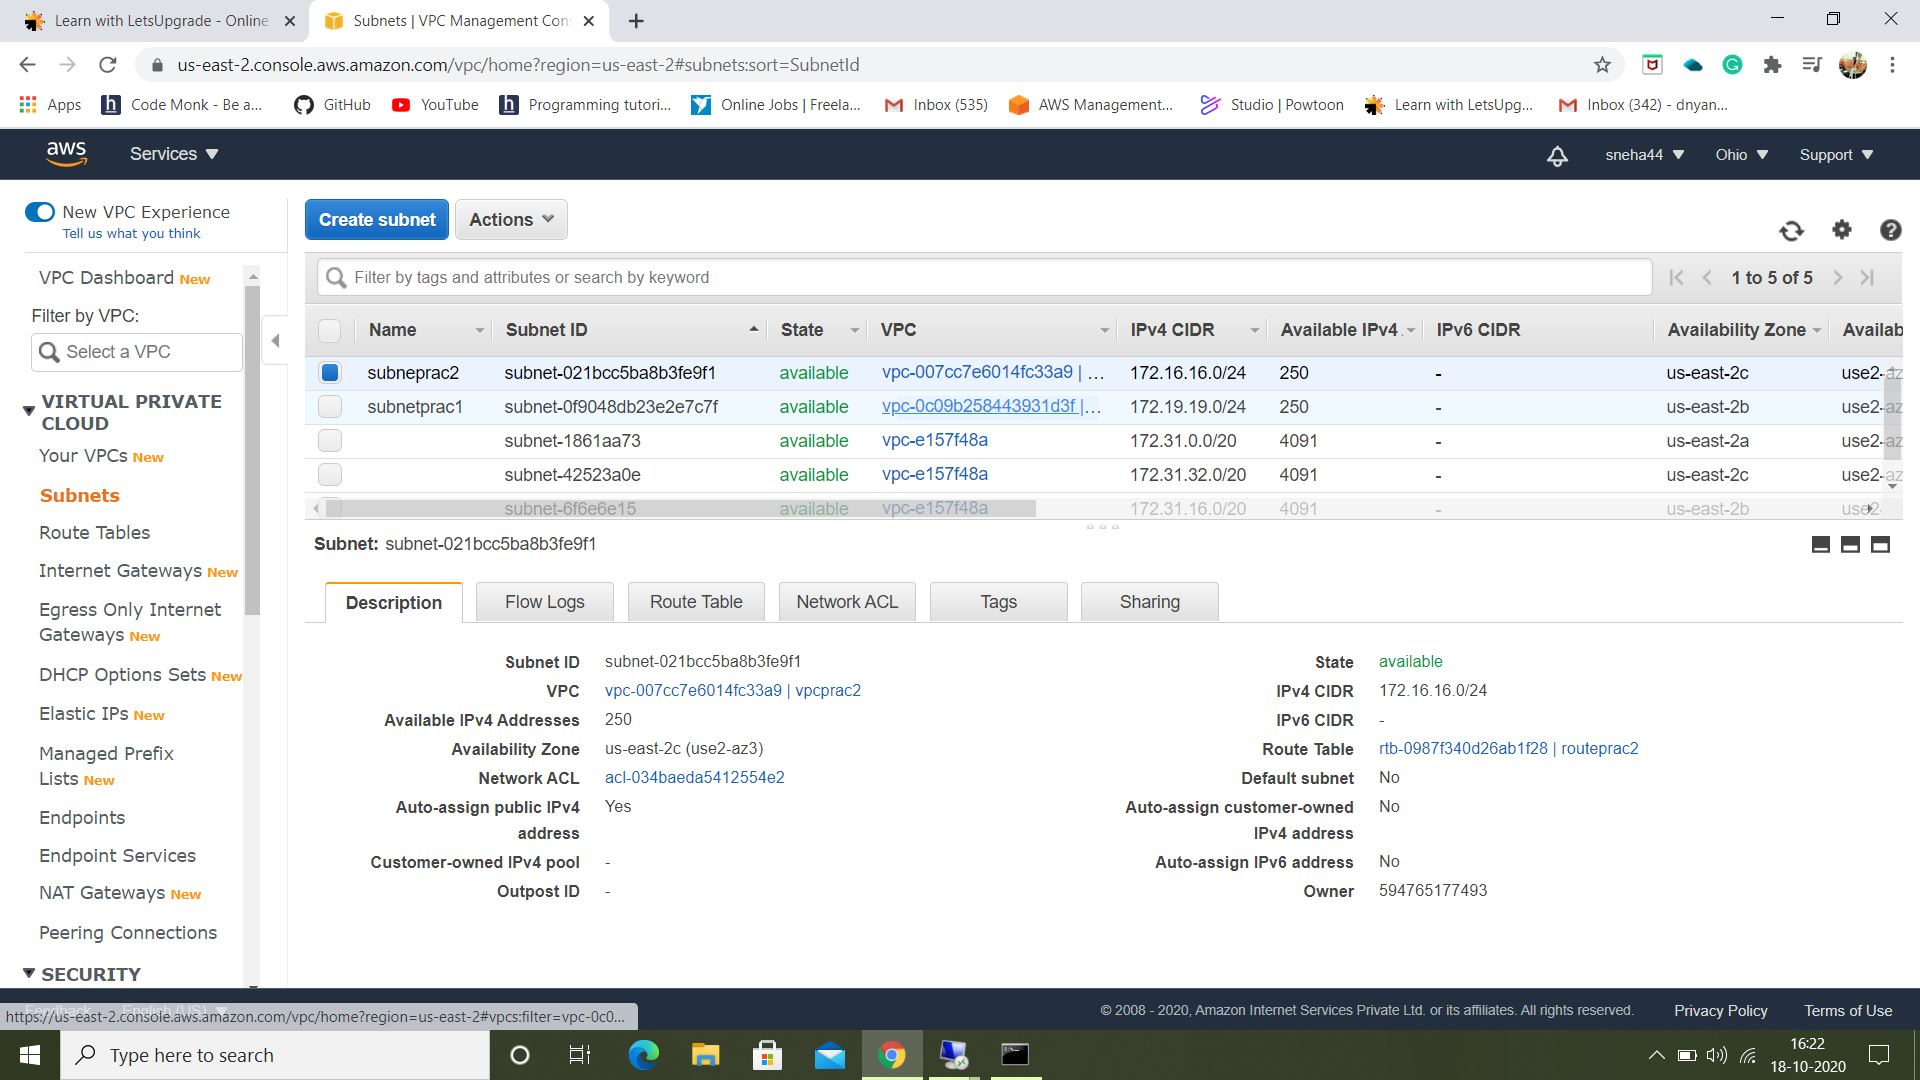 Learn with LetsUpgrade - Online
Subnets | VPC Management Con
us-east-2.console.aws.amazon.com/vpc/home?region=us-east-2#subnets:sort=SubnetId
Apps
Code Monk - Be a...
GitHub
YouTube
Programming tutori...
Online Jobs | Freela...
Inbox (535)
AWS Management...
Studio | Powtoon
Learn with LetsUpg...
Inbox (342) - dnyan...
aws
Services
sneha44
Ohio
Support
New VPC Experience
Tell us what you think
VPC Dashboard New
Filter by VPC:
Select a VPC
VIRTUAL PRIVATE
CLOUD
Your VPCs New
Subnets
Route Tables
Internet Gateways New
Egress Only Internet
Gateways New
DHCP Options Sets New
Elastic IPs New
Managed Prefix
Lists New
Endpoints
Endpoint Services
NAT Gateways New
Peering Connections
SECURITY
Create subnet
Actions
Filter by tags and attributes or search by keyword
1 to 5 of 5
Name Subnet ID State VPC IPv4 CIDR Available IPv4 IPv6 CIDR Availability Zone Availab
subneprac2 subnet-021bcc5ba8b3fe9f1 available vpc-007cc7e6014fc33a9 | ... 172.16.16.0/24 250 - us-east-2c use2-az
subnetprac1 subnet-0f9048db23e2e7c7f available vpc-0c09b258443931d3f |... 172.19.19.0/24 250 - us-east-2b use2-az
subnet-1861aa73 available vpc-e157f48a 172.31.0.0/20 4091 - us-east-2a use2-az
subnet-42523a0e available vpc-e157f48a 172.31.32.0/20 4091 - us-east-2c use2-az
subnet-6f6e6e15 available vpc-e157f48a 172.31.16.0/20 4091 - us-east-2b use2-
Subnet: subnet-021bcc5ba8b3fe9f1
Description
Flow Logs
Route Table
Network ACL
Tags
Sharing
Subnet ID subnet-021bcc5ba8b3fe9f1
VPC vpc-007cc7e6014fc33a9 | vpcprac2
Available IPv4 Addresses 250
Availability Zone us-east-2c (use2-az3)
Network ACL acl-034baeda5412554e2
Auto-assign public IPv4 Yes
address
Customer-owned IPv4 pool -
Outpost ID -
State available
IPv4 CIDR 172.16.16.0/24
IPv6 CIDR -
Route Table rtb-0987f340d26ab1f28 | routeprac2
Default subnet No
Auto-assign customer-owned No
IPv4 address
Auto-assign IPv6 address No
Owner 594765177493
Feedback English (US)
https://us-east-2.console.aws.amazon.com/vpc/home?region=us-east-2#vpcs:filter=vpc-0c0...
© 2008 - 2020, Amazon Internet Services Private Ltd. or its affiliates. All rights reserved.
Privacy Policy
Terms of Use
Type here to search
16:22
18-10-2020